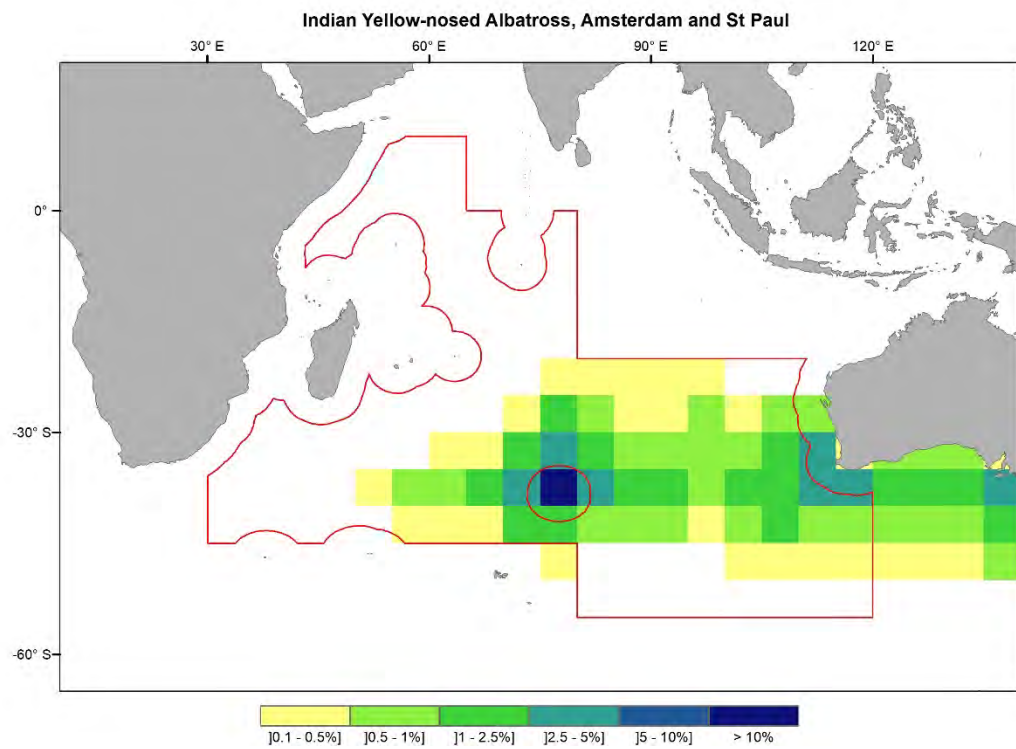 Indian Yellow-nosed Albatross, Amsterdam and St Paul
30° E 60° E 90° E 120° E
0°
-30° S
-60° S
]0.1 - 0.5%] ]0.5 - 1%] ]1 - 2.5%] ]2.5 - 5%] ]5 - 10%] > 10%